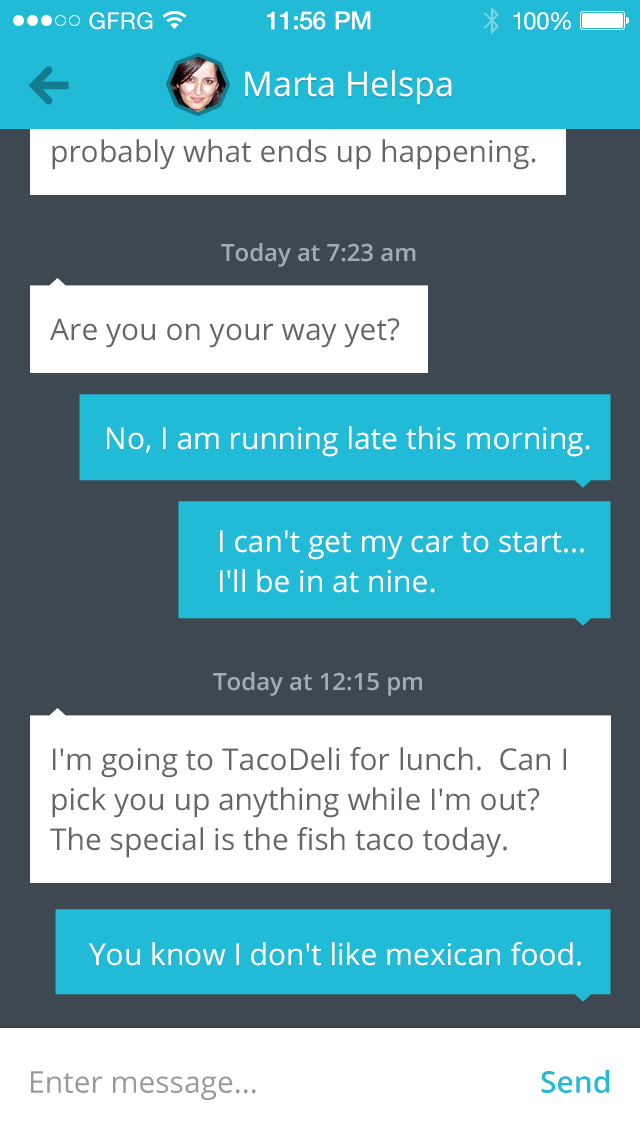 GFRG 11:56 PM 100%
Marta Helspa
probably what ends up happening.
Today at 7:23 am
Are you on your way yet?
No, I am running late this morning.
I can't get my car to start...
I'll be in at nine.
Today at 12:15 pm
I'm going to TacoDeli for lunch.  Can I
pick you up anything while I'm out?
The special is the fish taco today.
You know I don't like mexican food.
Enter message... Send